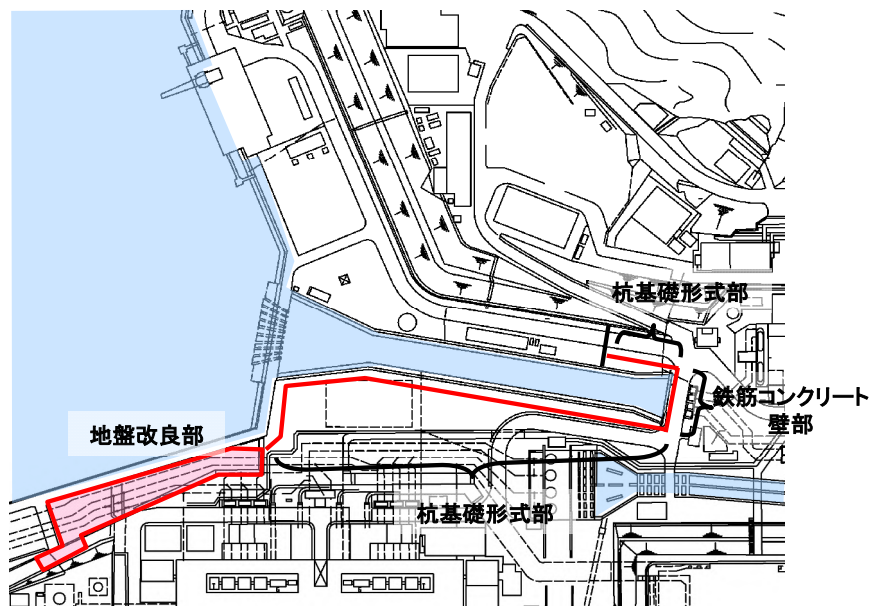 杭基礎形式部
鉄筋コンクリート
壁部
地盤改良部
杭基礎形式部